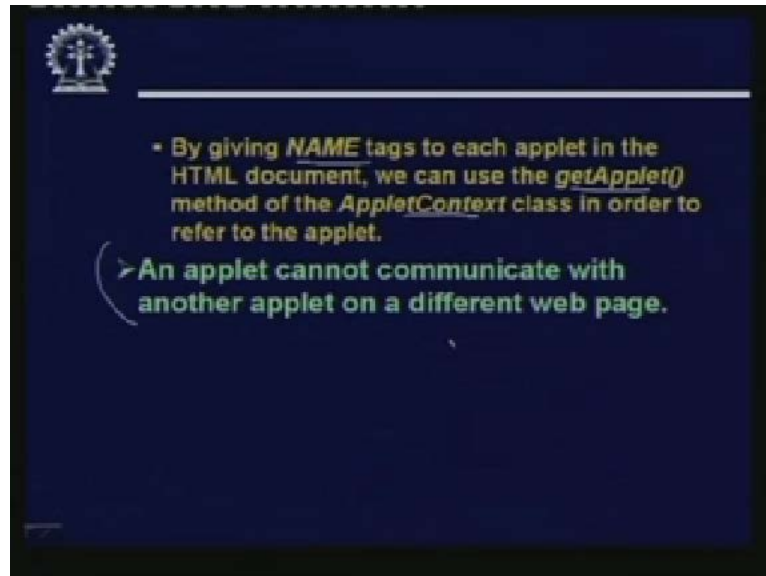 ▪ By giving NAME tags to each applet in the
HTML document, we can use the getApplet()
method of the AppletContext class in order to
refer to the applet.
➢An applet cannot communicate with
another applet on a different web page.